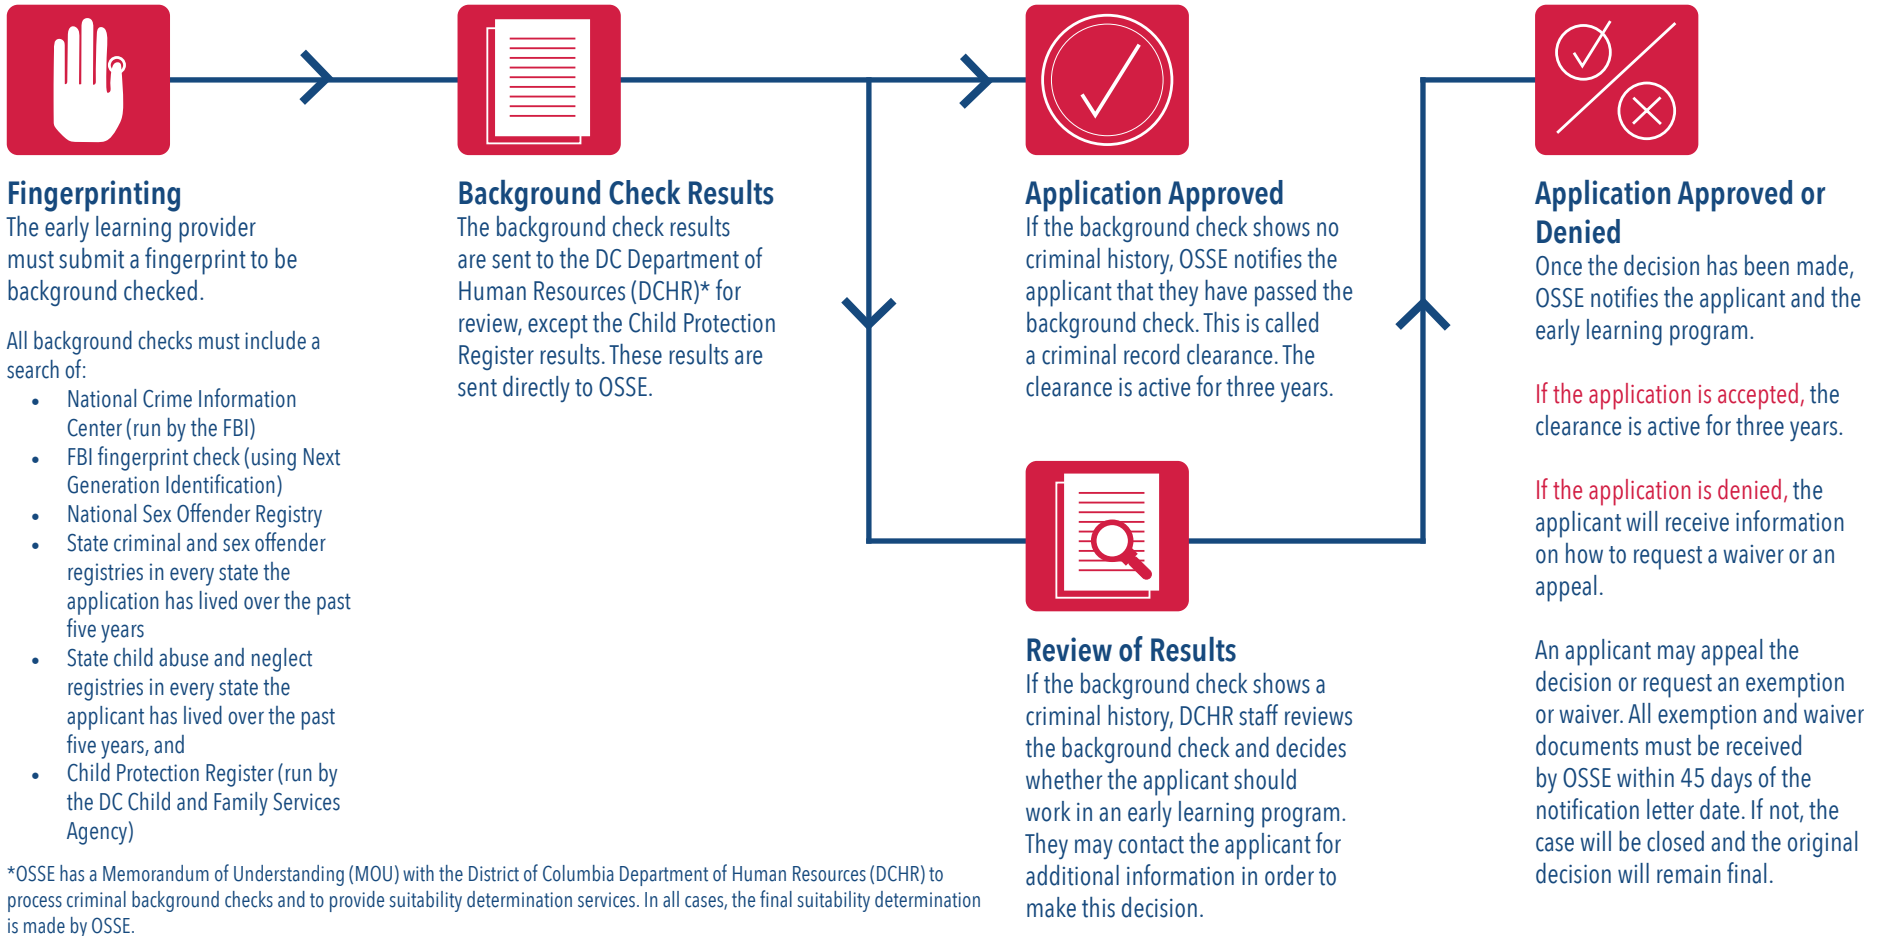 Fingerprinting
The early learning provider
must submit a fingerprint to be
background checked.
All background checks must include a
search of:
• National Crime Information
Center (run by the FBI)
• FBI fingerprint check (using Next
Generation Identification)
• National Sex Offender Registry
• State criminal and sex offender
registries in every state the
application has lived over the past
five years
• State child abuse and neglect
registries in every state the
applicant has lived over the past
five years, and
• Child Protection Register (run by
the DC Child and Family Services
Agency)
Background Check Results
The background check results
are sent to the DC Department of
Human Resources (DCHR)* for
review, except the Child Protection
Register results. These results are
sent directly to OSSE.
Application Approved
If the background check shows no
criminal history, OSSE notifies the
applicant that they have passed the
background check. This is called
a criminal record clearance. The
clearance is active for three years.
Review of Results
If the background check shows a
criminal history, DCHR staff reviews
the background check and decides
whether the applicant should
work in an early learning program.
They may contact the applicant for
additional information in order to
make this decision.
Application Approved or
Denied
Once the decision has been made,
OSSE notifies the applicant and the
early learning program.
If the application is accepted, the
clearance is active for three years.
If the application is denied, the
applicant will receive information
on how to request a waiver or an
appeal.
An applicant may appeal the
decision or request an exemption
or waiver. All exemption and waiver
documents must be received
by OSSE within 45 days of the
notification letter date. If not, the
case will be closed and the original
decision will remain final.
*OSSE has a Memorandum of Understanding (MOU) with the District of Columbia Department of Human Resources (DCHR) to
process criminal background checks and to provide suitability determination services. In all cases, the final suitability determination
is made by OSSE.